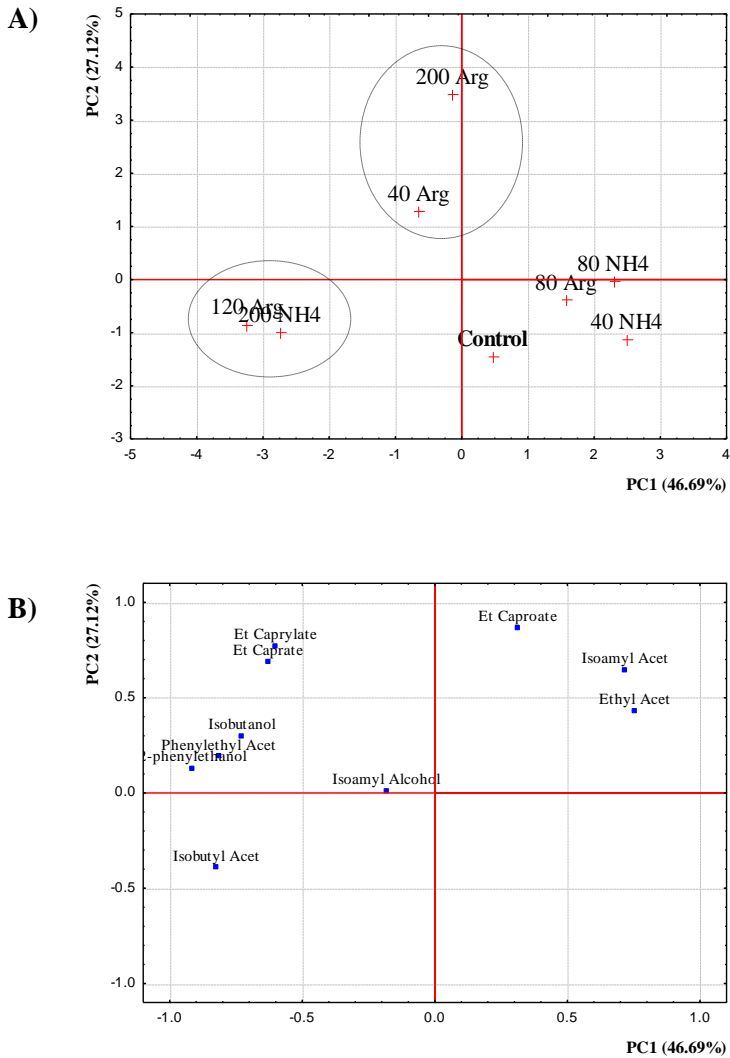 A)
PC2 (27.12%)
5
4
3
2
1
0
-1
-2
-3
200 Arg
40 Arg
80 NH4
80 Arg
120 Arg
200 NH4
40 NH4
Control
-5 -4 -3 -2 -1 0 1 2 3 4
PC1 (46.69%)
B)
PC2 (27.12%)
1.0
0.5
0.0
-0.5
-1.0
Et Caproate
Et Caprylate
Et Caprate
Isoamyl Acet
Ethyl Acet
Isobutanol
Phenylethyl Acet
2-phenylethanol
Isoamyl Alcohol
Isobutyl Acet
-1.0 -0.5 0.0 0.5 1.0
PC1 (46.69%)